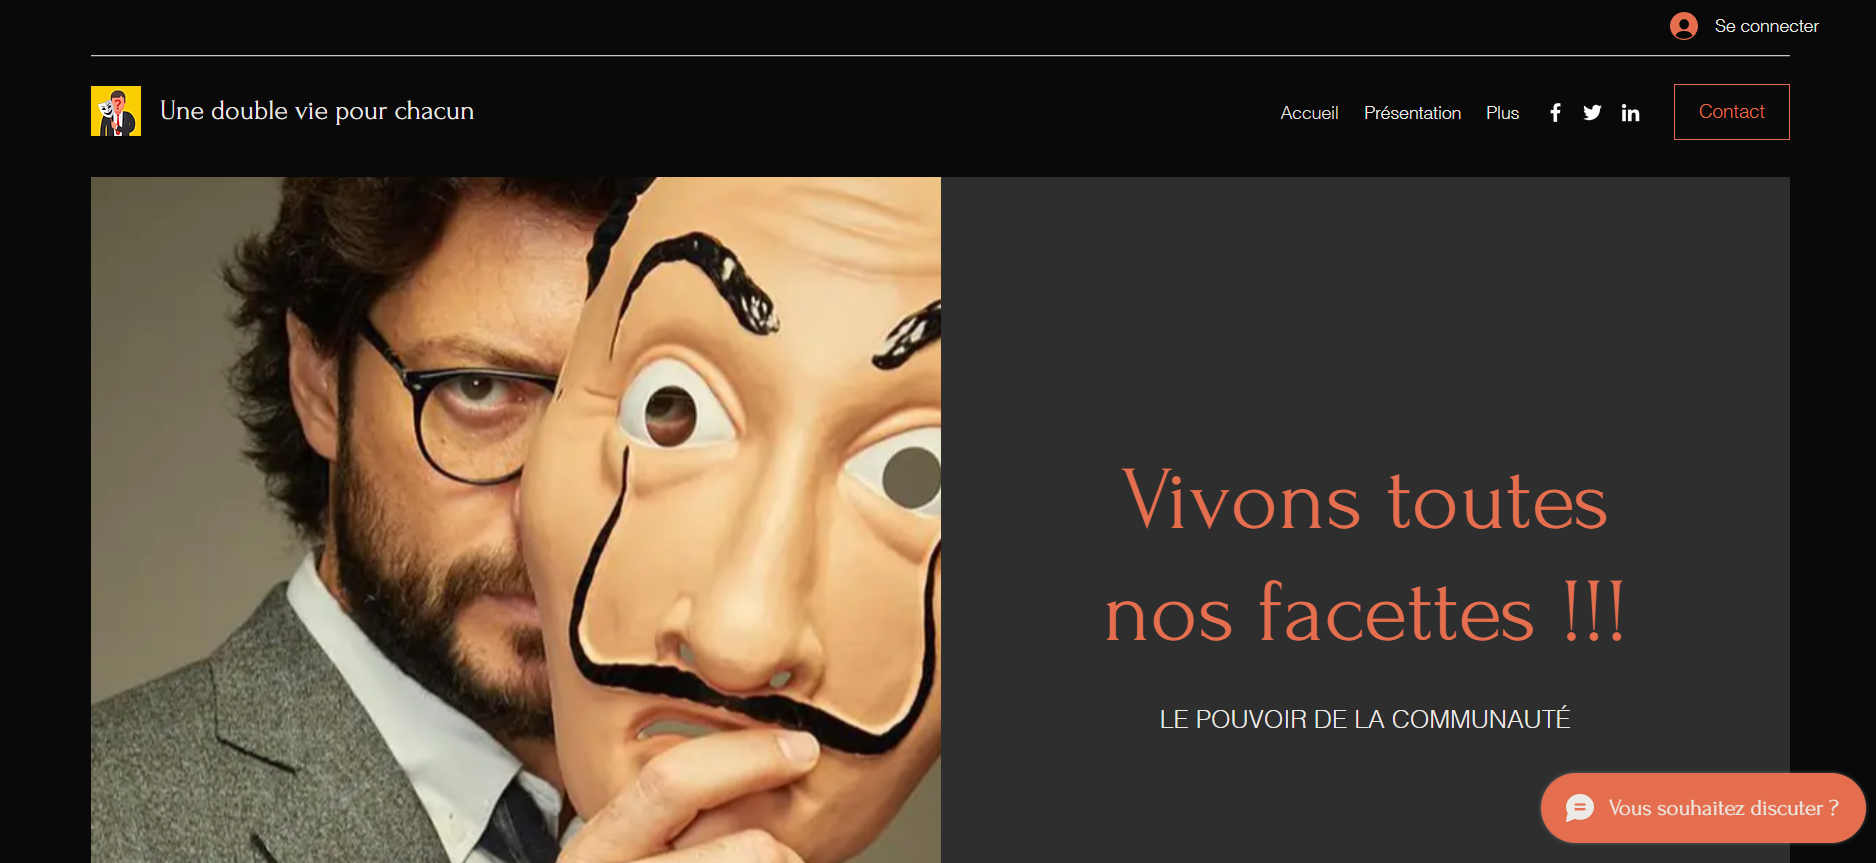 Se connecter
Une double vie pour chacun
Accueil Présentation Plus
Contact
Vivons toutes
nos facettes !!!
LE POUVOIR DE LA COMMUNAUTÉ
Vous souhaitez discuter ?